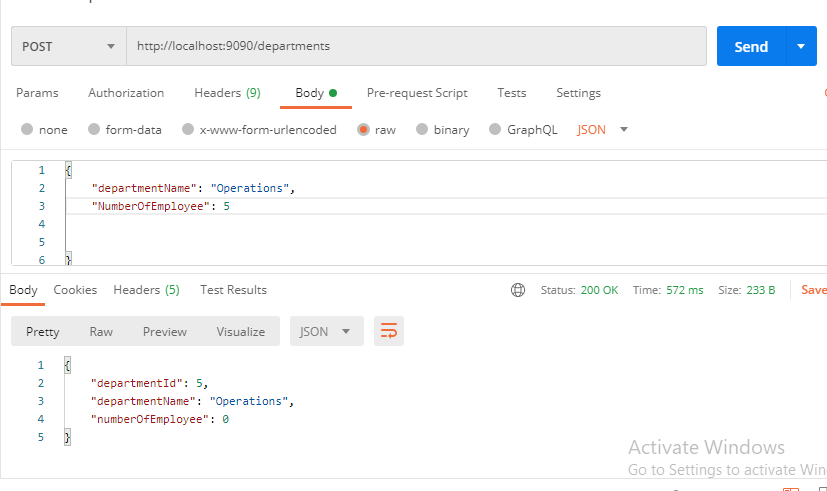 POST
http://localhost:9090/departments
Send
Params Authorization Headers (9) Body Pre-request Script Tests Settings
none form-data x-www-form-urlencoded raw binary GraphQL JSON
1 {
2 "departmentName": "Operations",
3 "NumberOfEmployee": 5
4
5
6 }
Body Cookies Headers (5) Test Results Status: 200 OK Time: 572 ms Size: 233 B Save
Pretty Raw Preview Visualize JSON
1 {
2 "departmentId": 5,
3 "departmentName": "Operations",
4 "numberOfEmployee": 0
5 }
Activate Windows
Go to Settings to activate Win